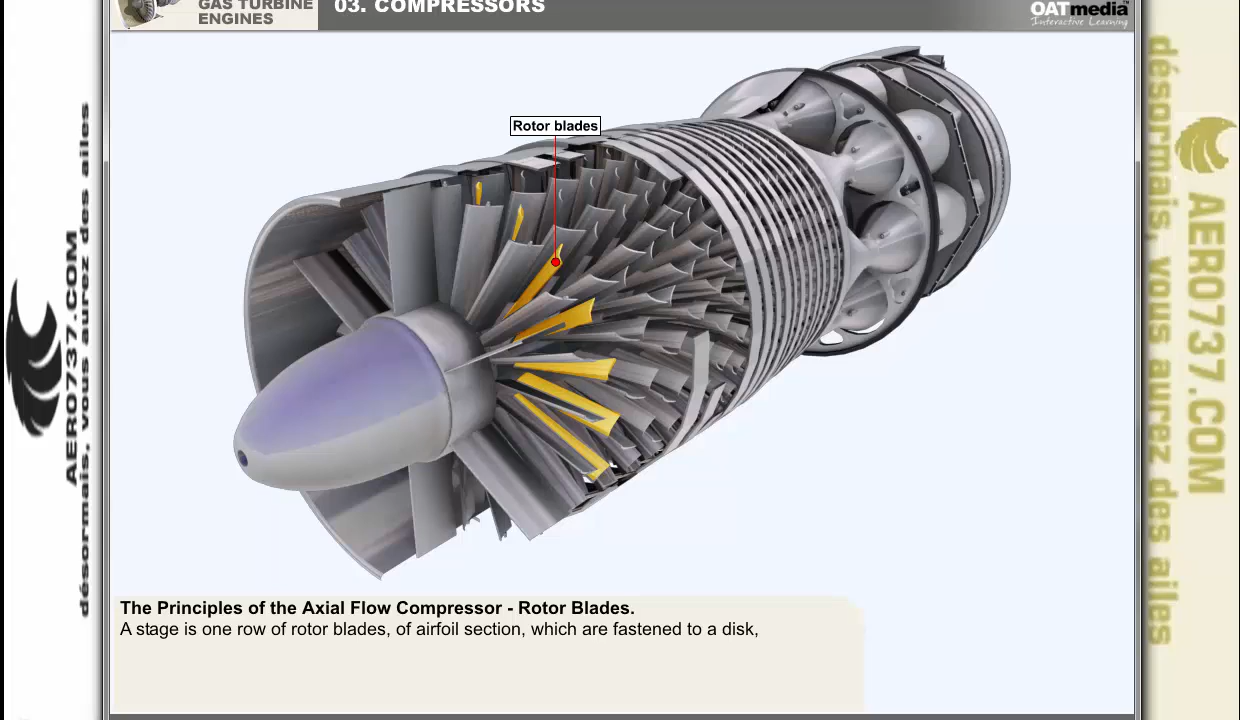 GAS TURBINE
ENGINES
03. COMPRESSORS
OATmedia™
Interactive Learning
Rotor blades
The Principles of the Axial Flow Compressor - Rotor Blades.
A stage is one row of rotor blades, of airfoil section, which are fastened to a disk,
AERO737.COM
désormais, vous aurez des ailes
AERO737.COM
désormais, vous aurez des ailes